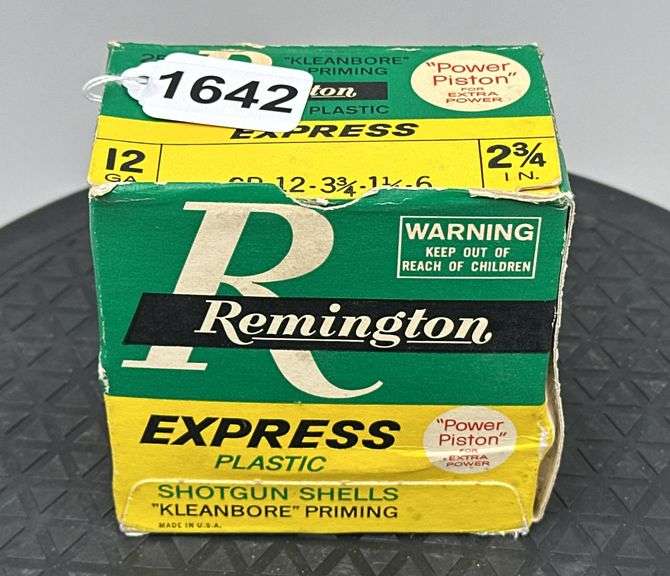 1642
"KLEANBORE"
PRIMING
PLASTIC
EXPRESS
"Power
Piston"
FOR
EXTRA
POWER
12
GA
12-3¾-1¼-6
2¾
IN.
WARNING
KEEP OUT OF
REACH OF CHILDREN
R
Remington
EXPRESS
PLASTIC
"Power
Piston"
FOR
EXTRA
POWER
SHOTGUN SHELLS
"KLEANBORE" PRIMING
MADE IN U.S.A.